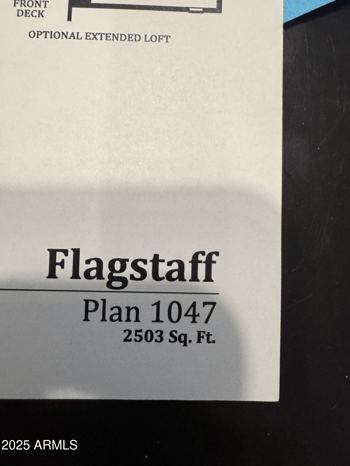 FRONT
DECK
OPTIONAL EXTENDED LOFT
Flagstaff
Plan 1047
2503 Sq. Ft.
2025 ARMLS